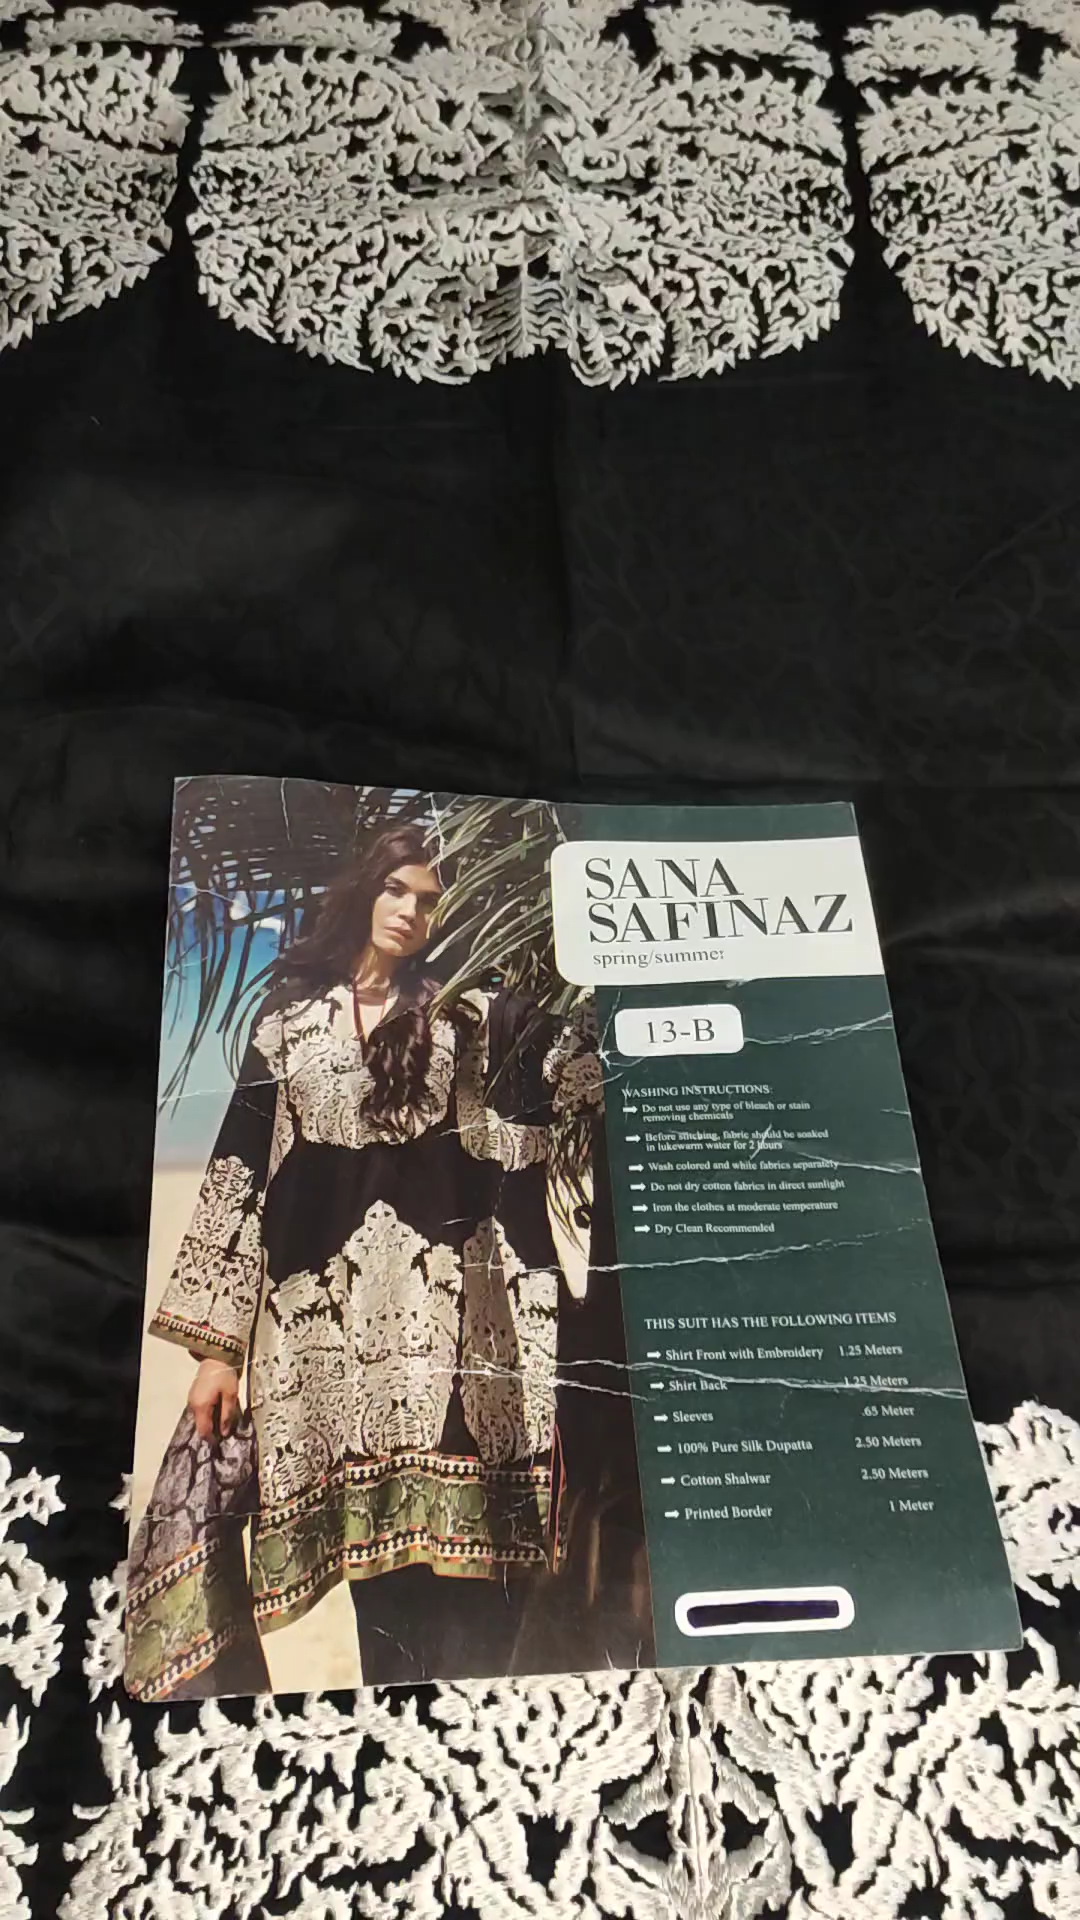 SANA
SAFINAZ
spring/summer
13-B
WASHING INSTRUCTIONS:
Do not use any type of bleach or stain
removing chemicals
Before stitching, fabric should be soaked
in lukewarm water for 2 hours
Wash colored and white fabrics separately
Do not dry cotton fabrics in direct sunlight
Iron the clothes at moderate temperature
Dry Clean Recommended
THIS SUIT HAS THE FOLLOWING ITEMS
Shirt Front with Embroidery 1.25 Meters
Shirt Back 1.25 Meters
Sleeves .65 Meter
100% Pure Silk Dupatta 2.50 Meters
Cotton Shalwar 2.50 Meters
Printed Border 1 Meter